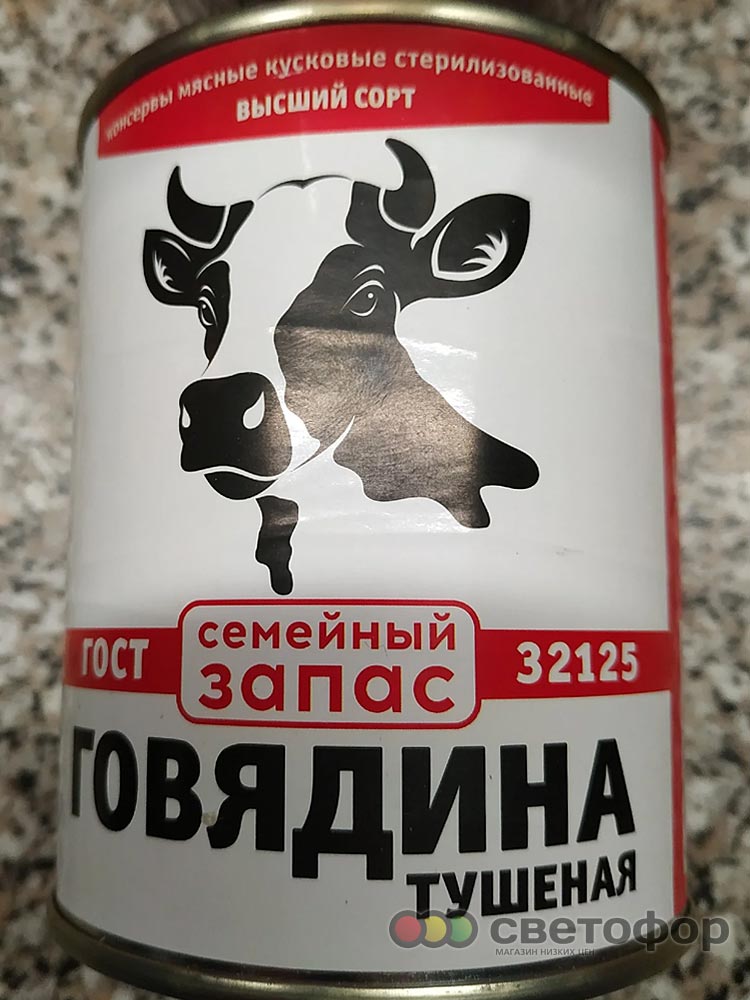 консервы мясные кусковые стерилизованные
ВЫСШИЙ СОРТ
ГОСТ
семейный
запас
32125
ГОВЯДИНА
ТУШЕНАЯ
светофор
МАГАЗИН НИЗКИХ ЦЕН